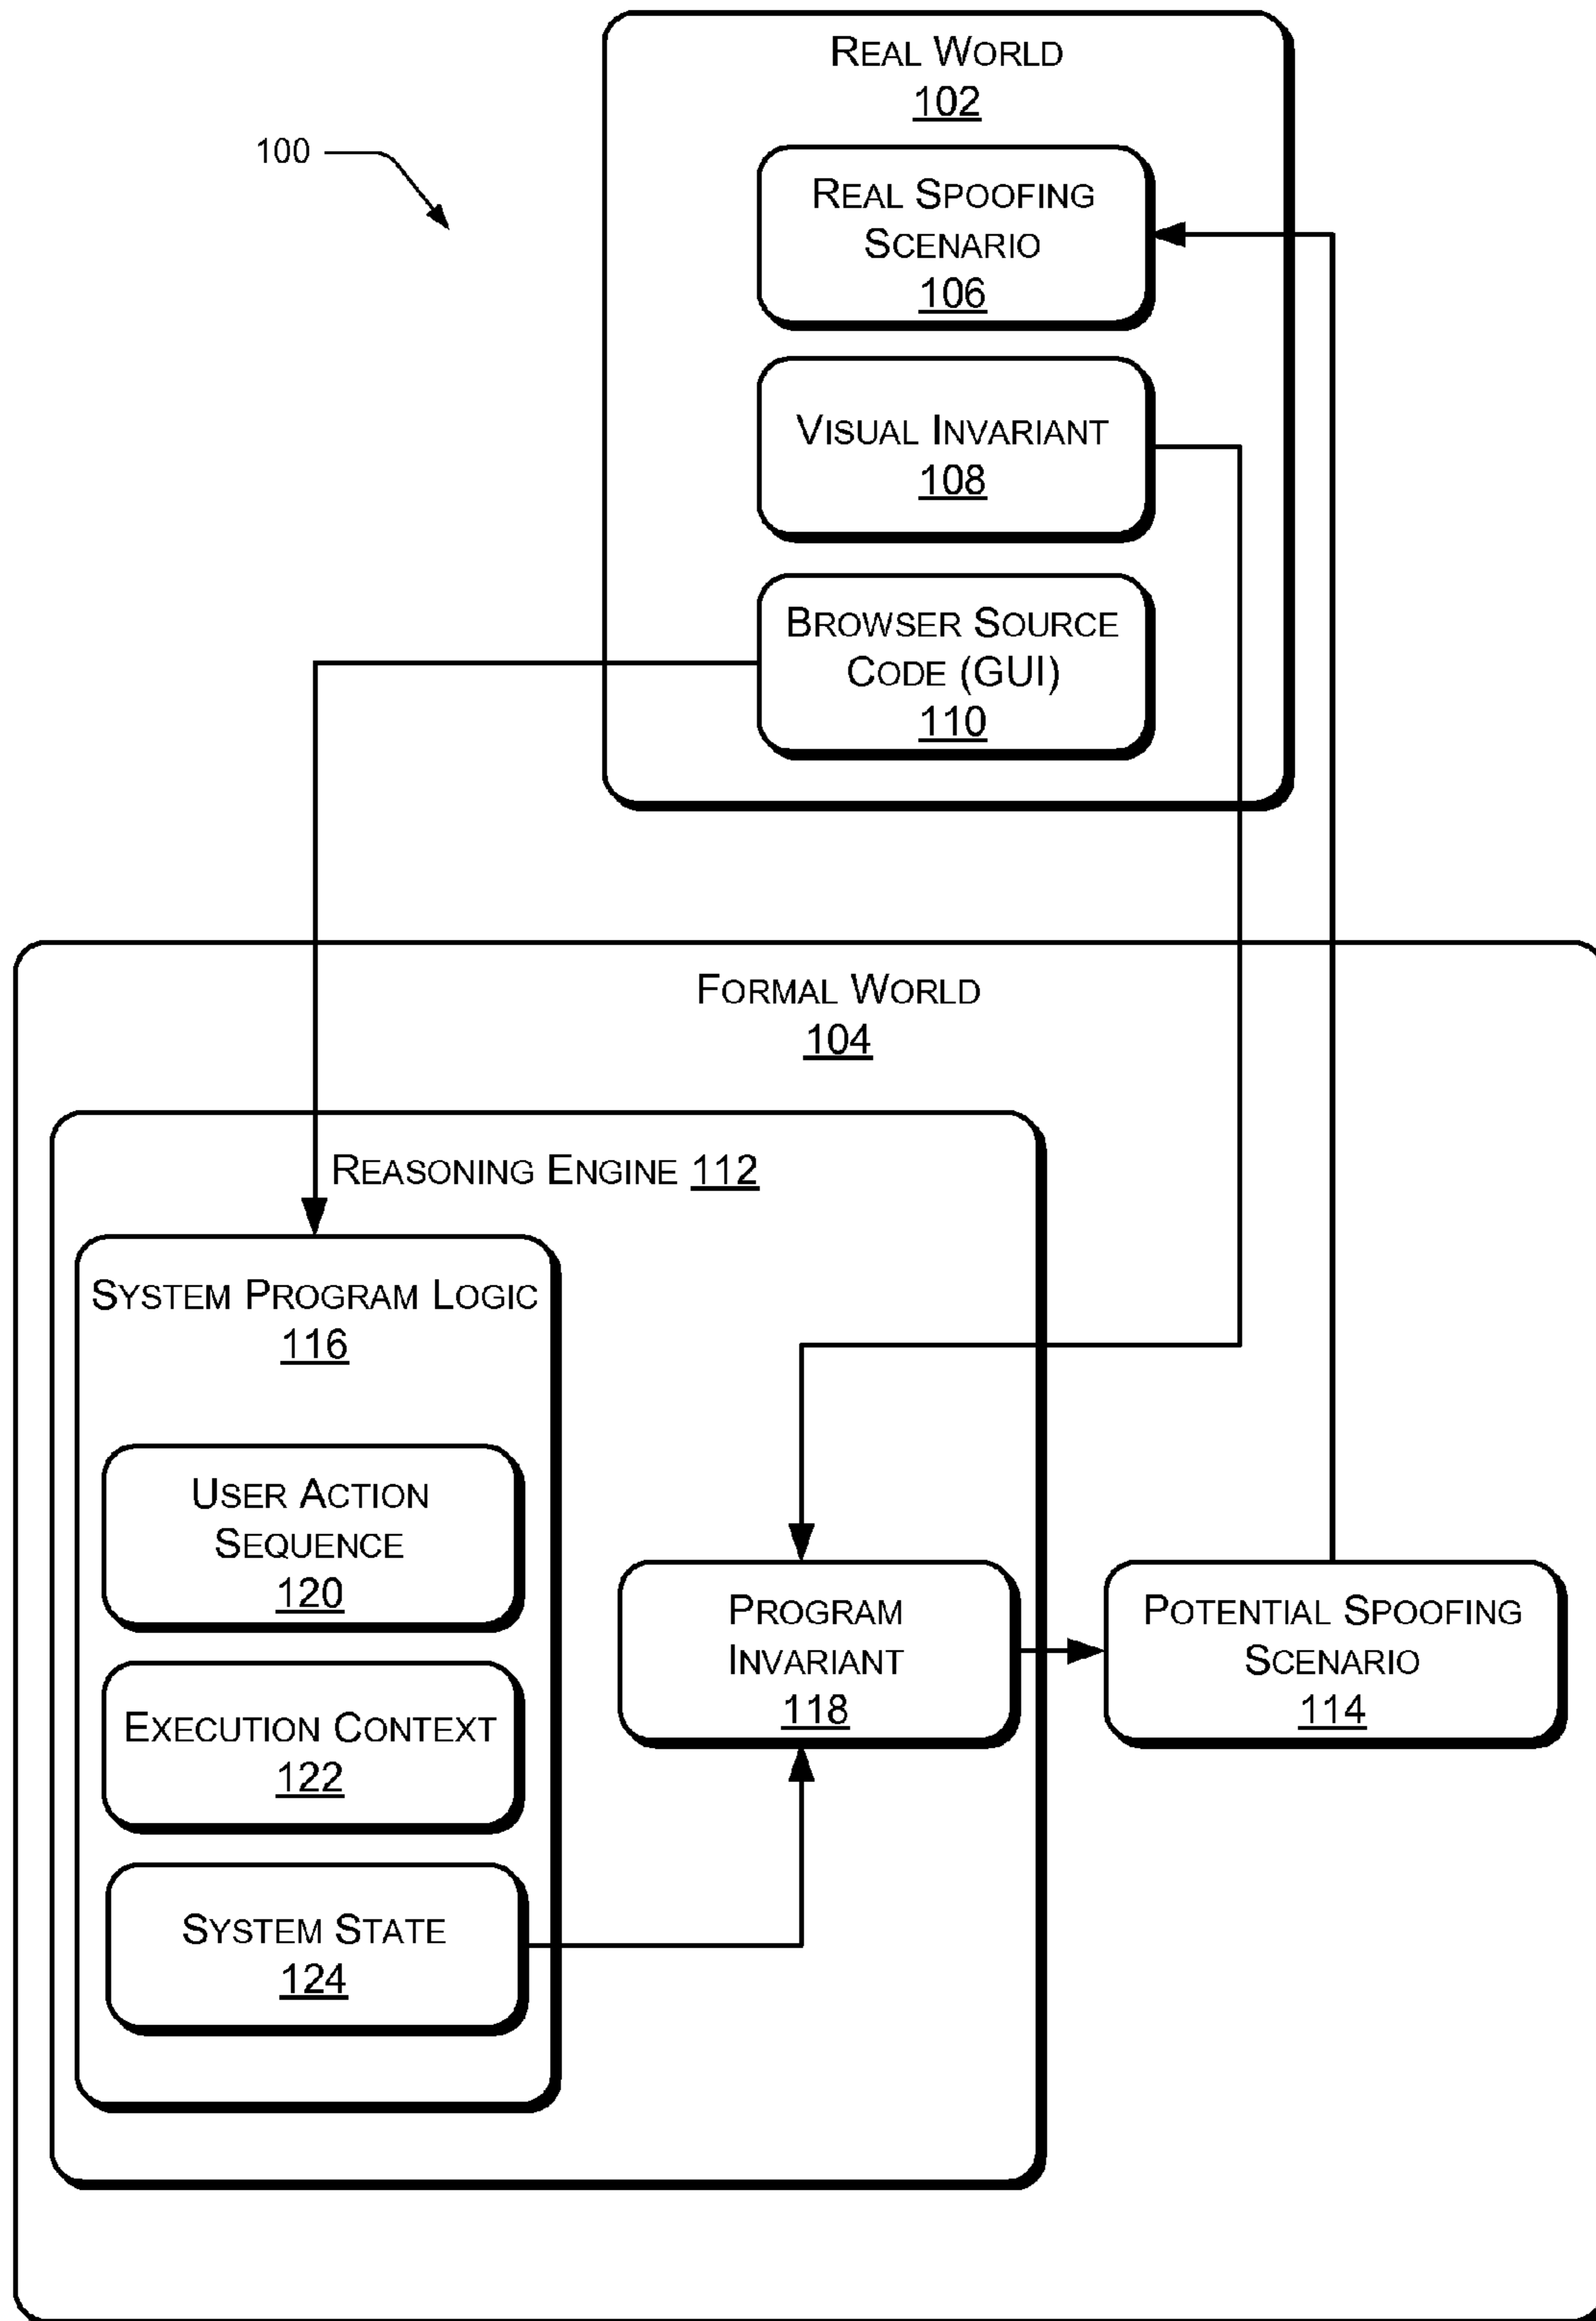 REAL WORLD
102
100
REAL SPOOFING
SCENARIO
106
VISUAL INVARIANT
108
BROWSER SOURCE
CODE (GUI)
110
FORMAL WORLD
104
REASONING ENGINE 112
SYSTEM PROGRAM LOGIC
116
USER ACTION
SEQUENCE
120
EXECUTION CONTEXT
122
SYSTEM STATE
124
PROGRAM
INVARIANT
118
POTENTIAL SPOOFING
SCENARIO
114